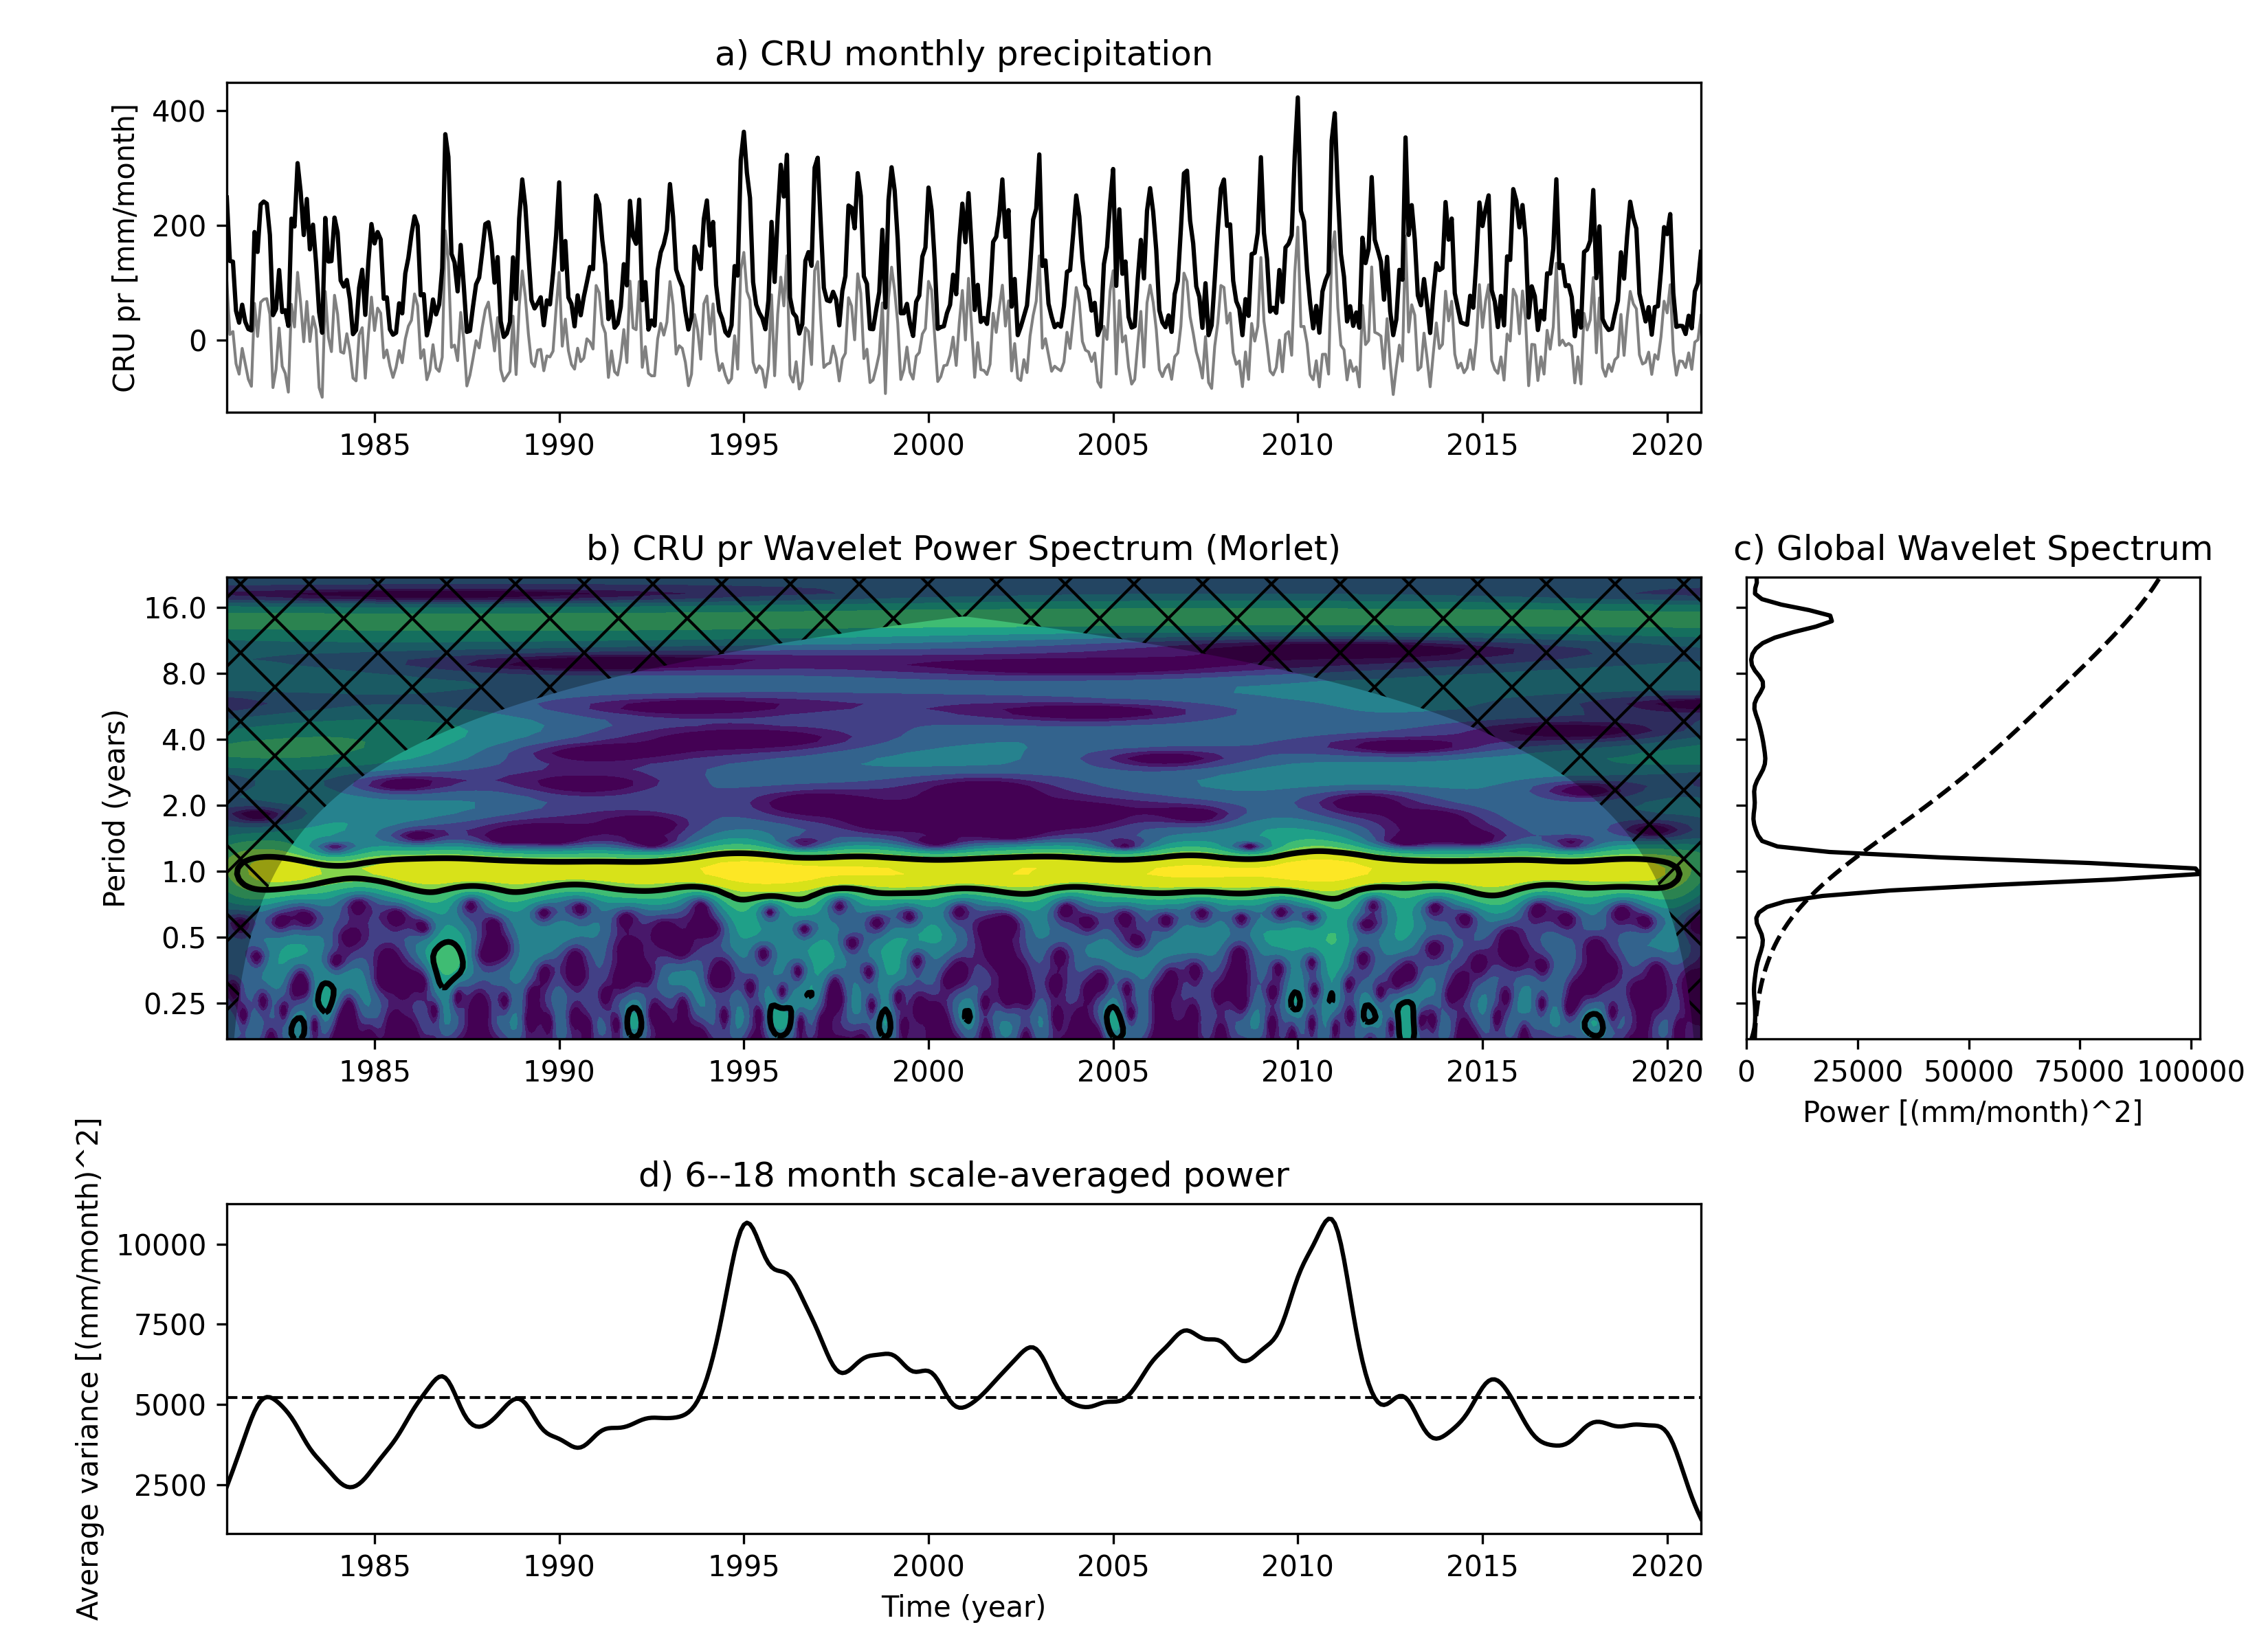 a) CRU monthly precipitation
CRU pr [mm/month]
400
200
0
1985 1990 1995 2000 2005 2010 2015 2020
b) CRU pr Wavelet Power Spectrum (Morlet)
Period (years)
16.0
8.0
4.0
2.0
1.0
0.5
0.25
1985 1990 1995 2000 2005 2010 2015 2020
c) Global Wavelet Spectrum
0 25000 50000 75000 100000
Power [(mm/month)^2]
d) 6--18 month scale-averaged power
Average variance [(mm/month)^2]
10000
7500
5000
2500
1985 1990 1995 2000 2005 2010 2015 2020
Time (year)